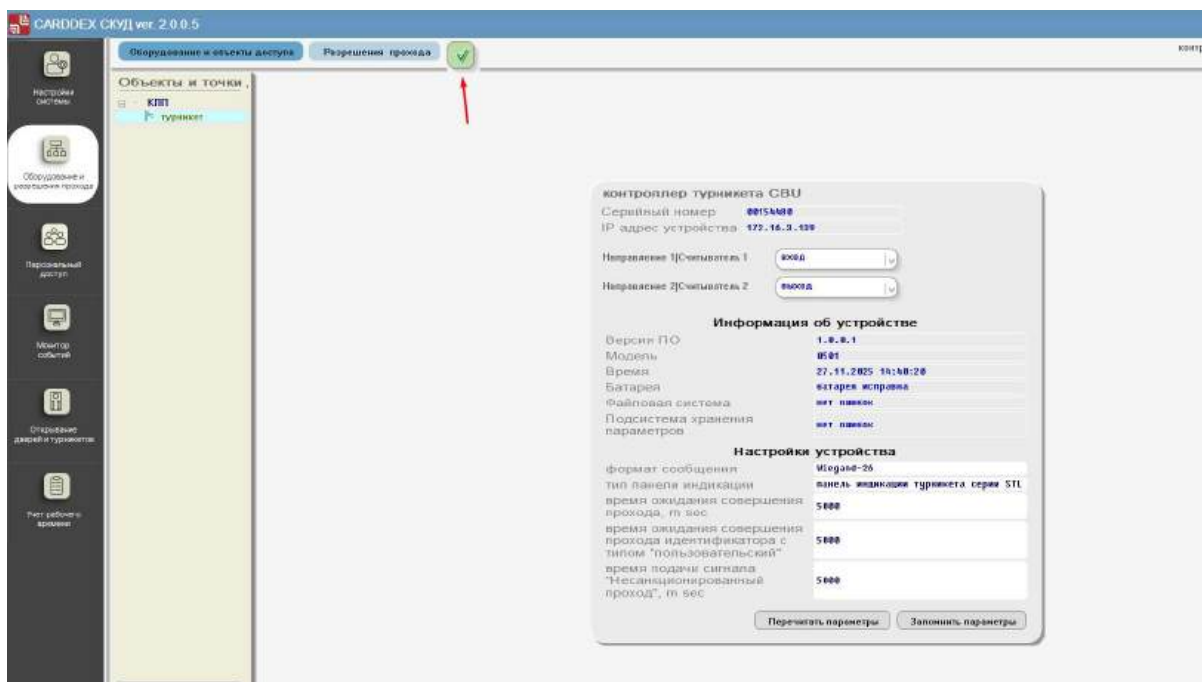 CARDDEX СКУД ver. 2.0.0.5
Оборудование и объекты доступа
Разрешения прохода
Настройки
системы
Оборудование и
разрешения прохода
Персональный
доступ
Монитор
событий
Открывание
дверей и турникетов
Учет рабочего
времени
Объекты и точки
КПП
турникет
контроллер турникета CBU
Серийный номер
IP адрес устройства
Направление 1|Считыватель 1 вход
Направление 2|Считыватель 2 выход
Информация об устройстве
Версия ПО 1.0.0.1
Модель
Время 27.11.2025 14:40:20
Батарея батарея исправна
Файловая система нет ошибок
Подсистема хранения
параметров нет ошибок
Настройки устройства
формат сообщения Wiegand-26
тип панели индикации панель индикации турникета серии STL
время ожидания совершения
прохода, m sec 5000
время ожидания совершения
прохода идентификатора с
типом "пользовательский" 5000
время подачи сигнала
"Несанкционированный
проход", m sec 5000
Перечитать параметры
Запомнить параметры